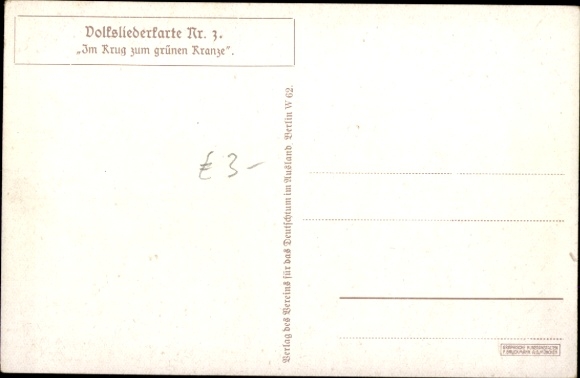 Volksliederkarte Nr. 3.
„Im Krug zum grünen Kranze".
€ 3 –
Verlag des Vereins für das Deutschtum im Ausland Berlin W 62.